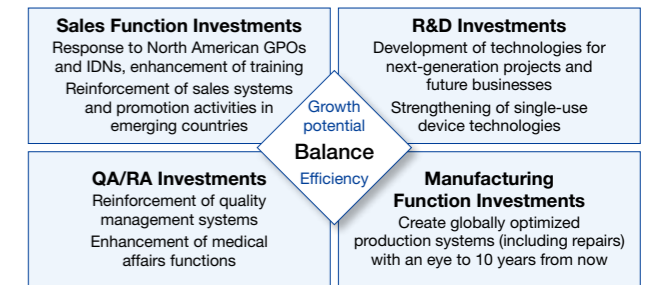 Sales Function Investments
Response to North American GPOs
and IDNs, enhancement of training
Reinforcement of sales systems
and promotion activities in
emerging countries
R&D Investments
Development of technologies for
next-generation projects and
future businesses
Strengthening of single-use
device technologies
Growth
potential
Balance
Efficiency
QA/RA Investments
Reinforcement of quality
management systems
Enhancement of medical
affairs functions
Manufacturing
Function Investments
Create globally optimized
production systems (including repairs)
with an eye to 10 years from now